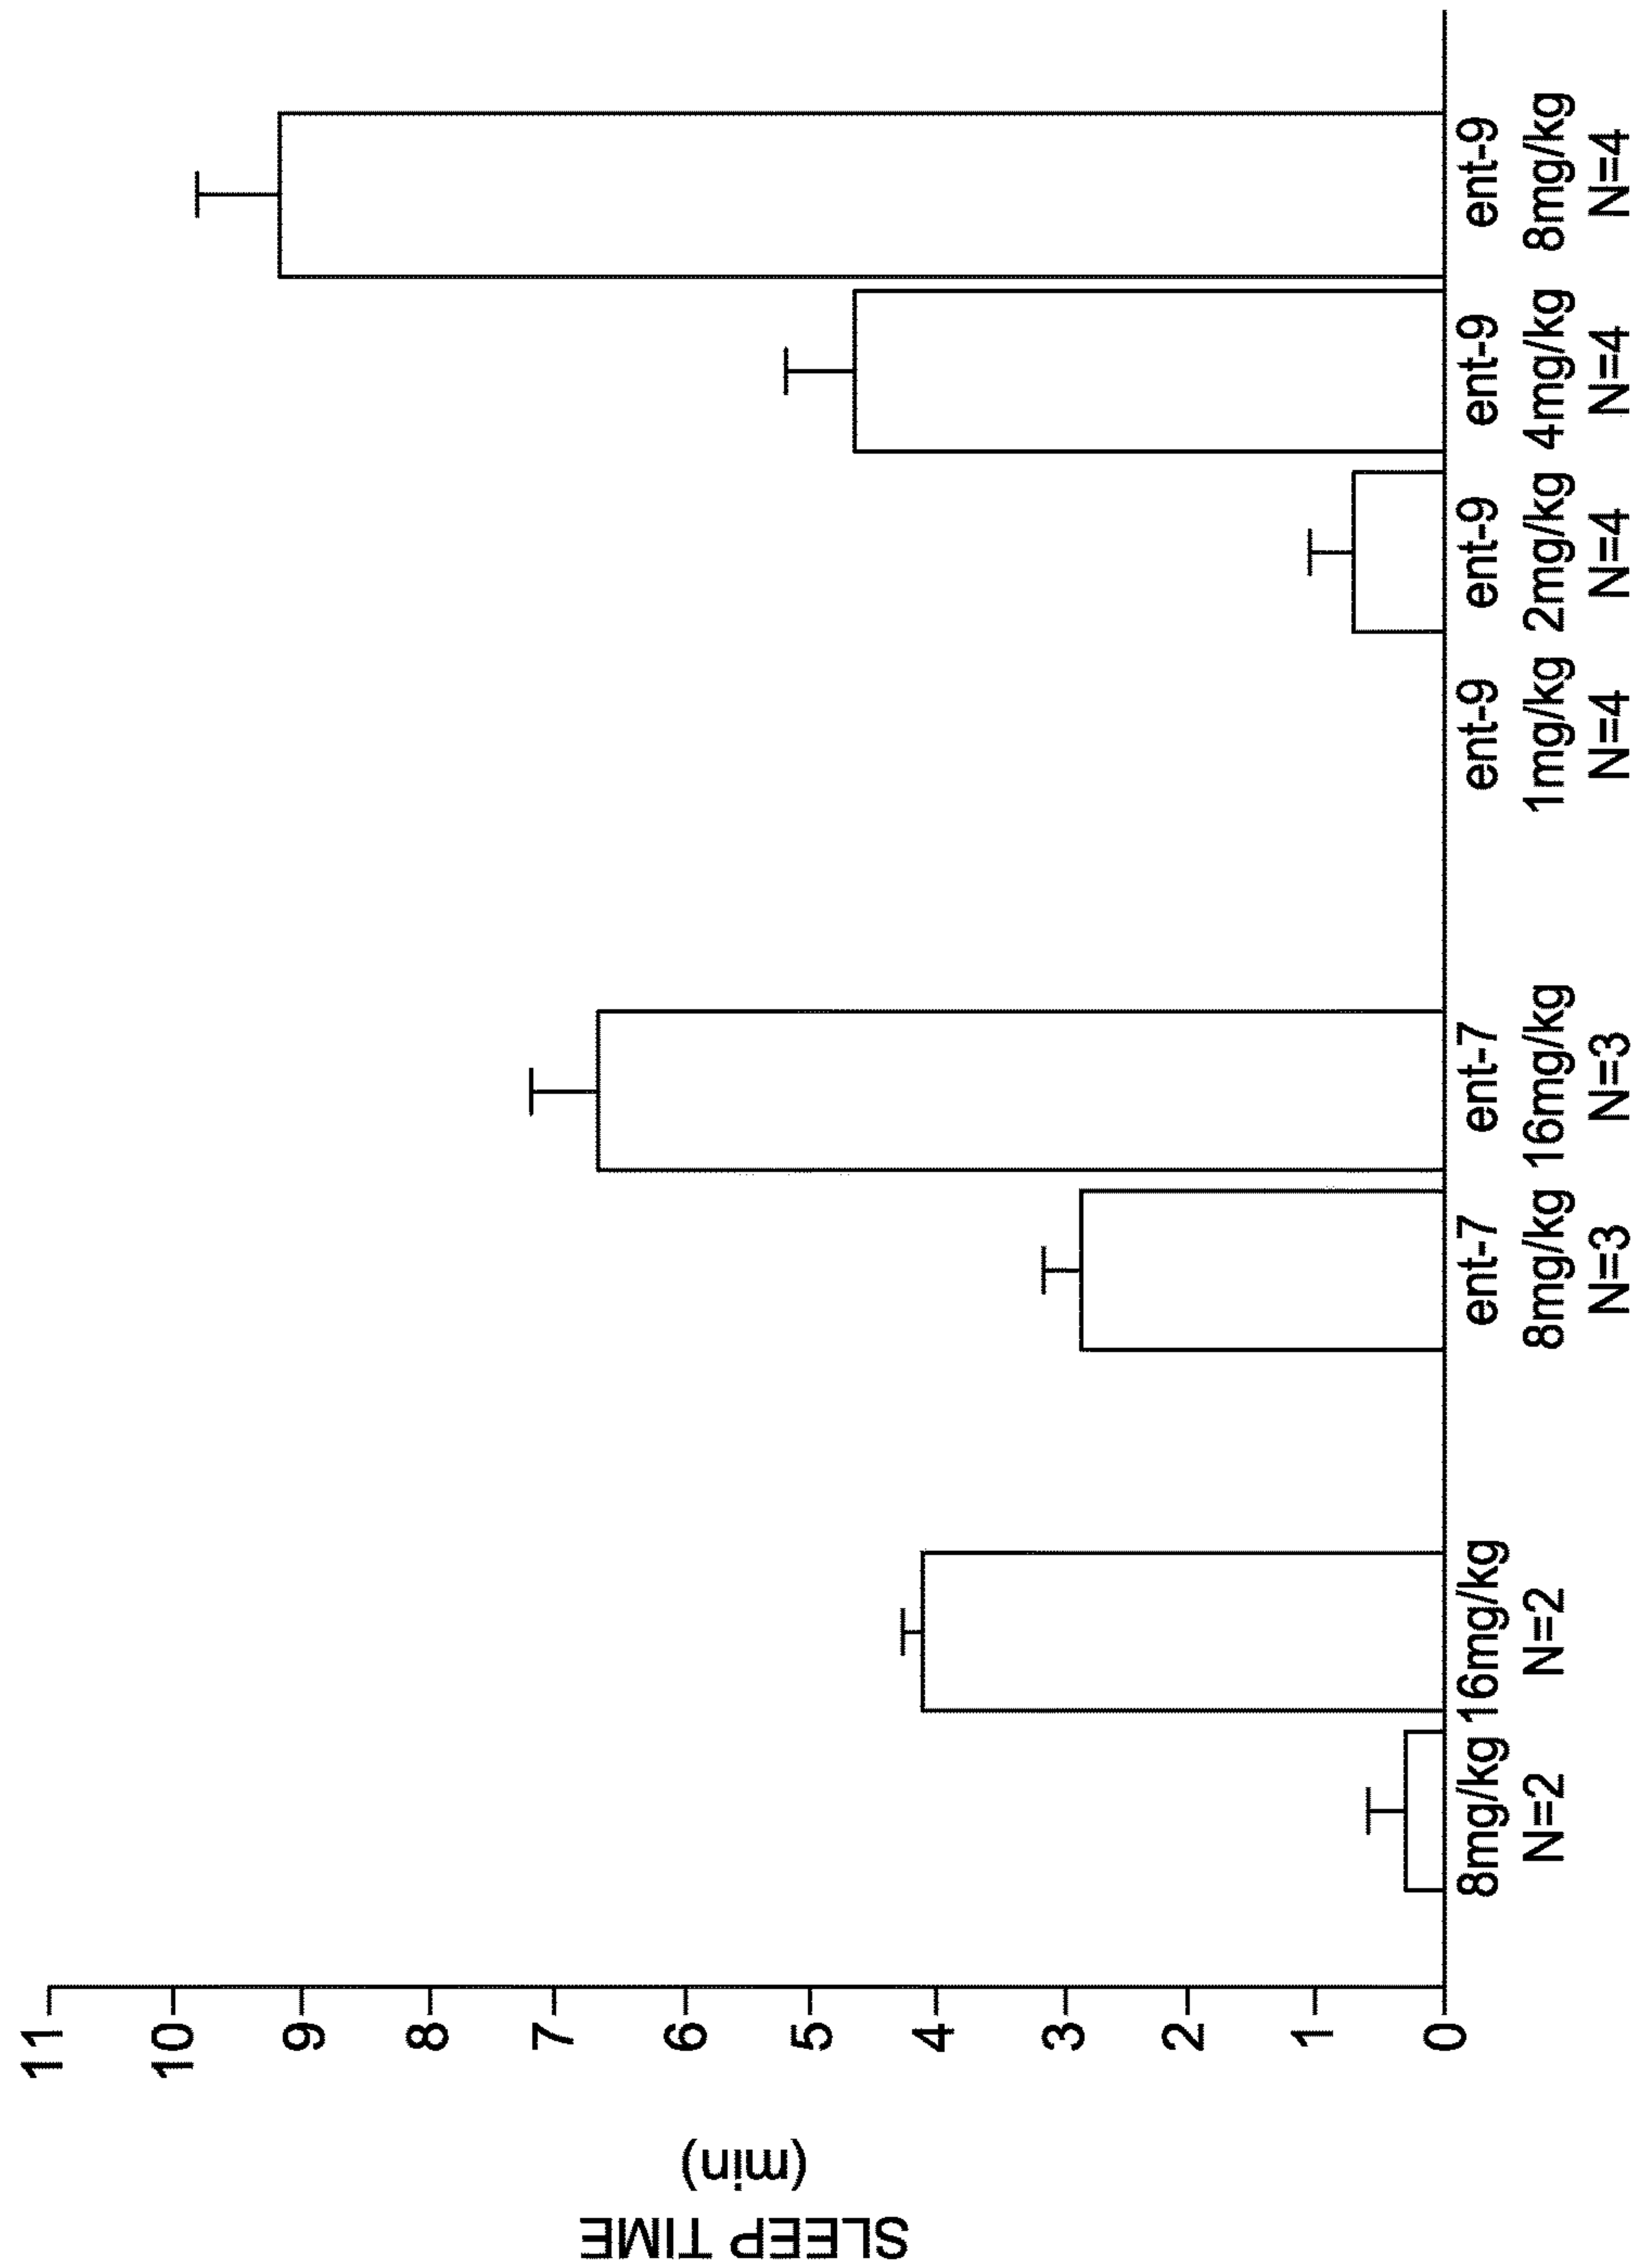 SLEEP TIME
(min)
11
10
9
8
7
6
5
4
3
2
1
0
8mg/kg
N=2
16mg/kg
N=2
ent-7
8mg/kg
N=3
ent-7
16mg/kg
N=3
ent-9
1mg/kg
N=4
ent-9
2mg/kg
N=4
ent-9
4mg/kg
N=4
ent-9
8mg/kg
N=4